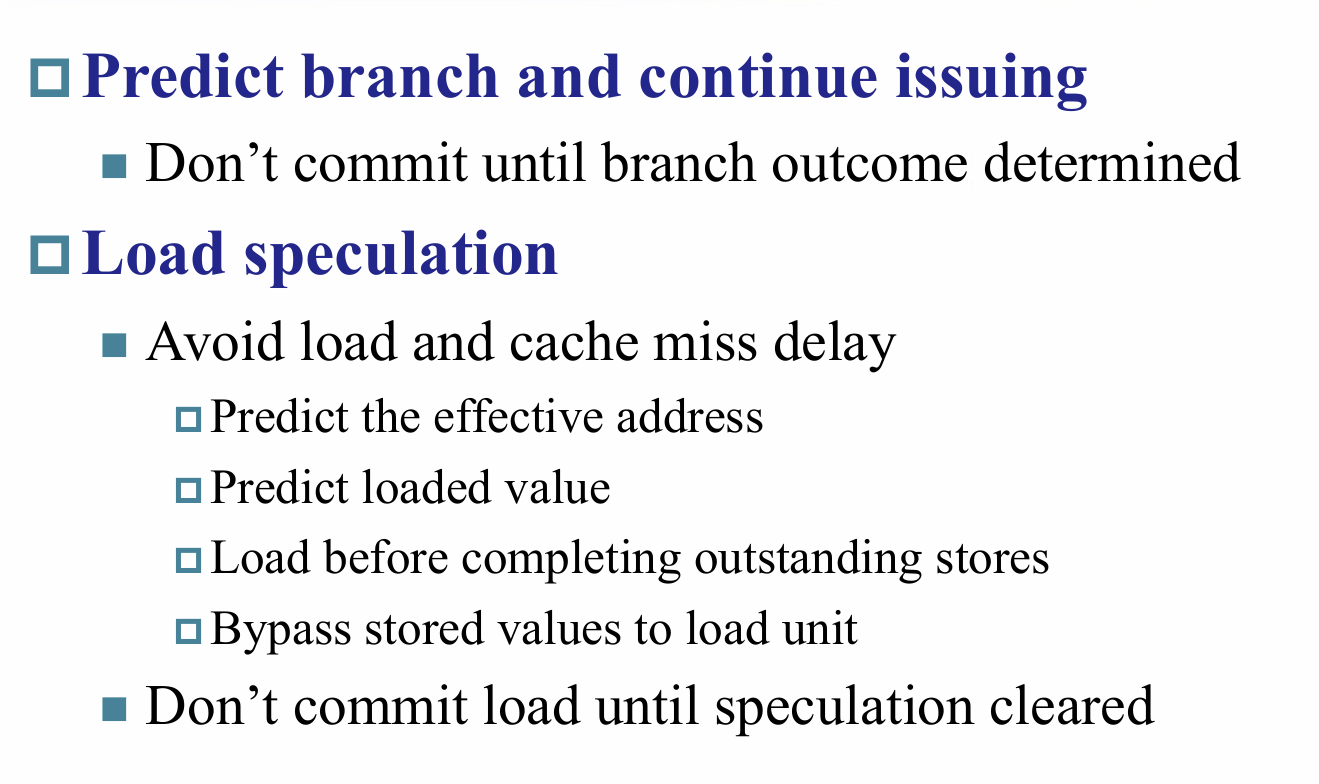 Predict branch and continue issuing
Don’t commit until branch outcome determined
Load speculation
Avoid load and cache miss delay
Predict the effective address
Predict loaded value
Load before completing outstanding stores
Bypass stored values to load unit
Don’t commit load until speculation cleared